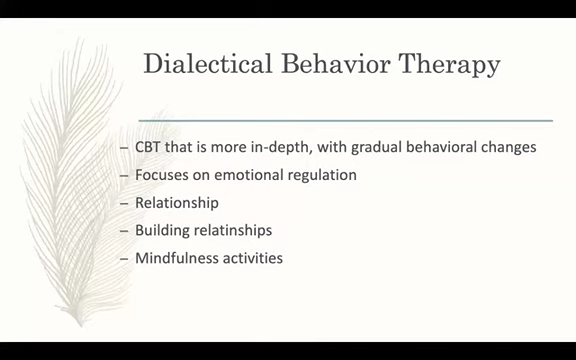 Dialectical Behavior Therapy
– CBT that is more in-depth, with gradual behavioral changes
– Focuses on emotional regulation
– Relationship
– Building relatinships
– Mindfulness activities